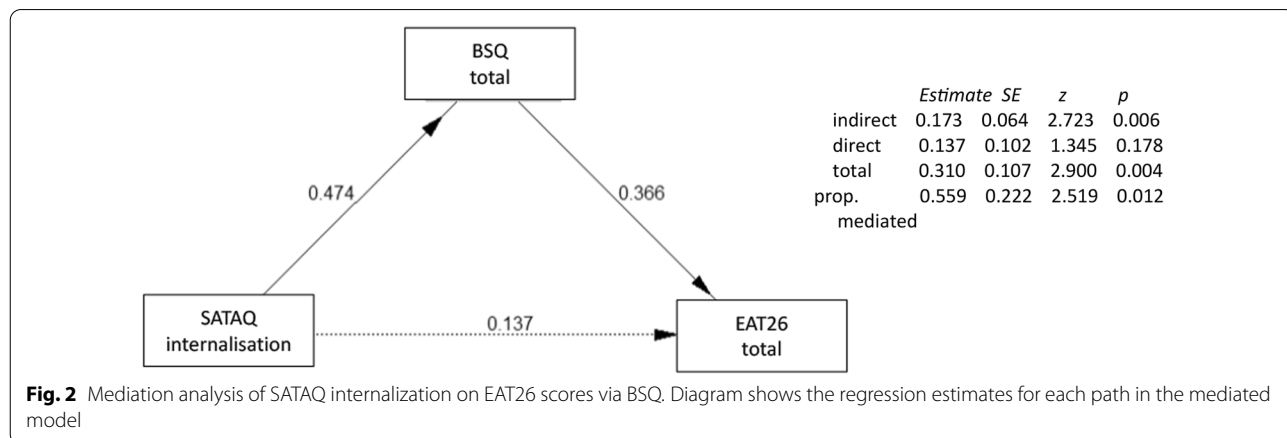 BSQ
total
Estimate SE z p
indirect 0.173 0.064 2.723 0.006
direct 0.137 0.102 1.345 0.178
total 0.310 0.107 2.900 0.004
prop. 0.559 0.222 2.519 0.012
mediated
0.474
0.366
SATAQ
internalisation
0.137
EAT26
total
Fig. 2 Mediation analysis of SATAQ internalization on EAT26 scores via BSQ. Diagram shows the regression estimates for each path in the mediated
model